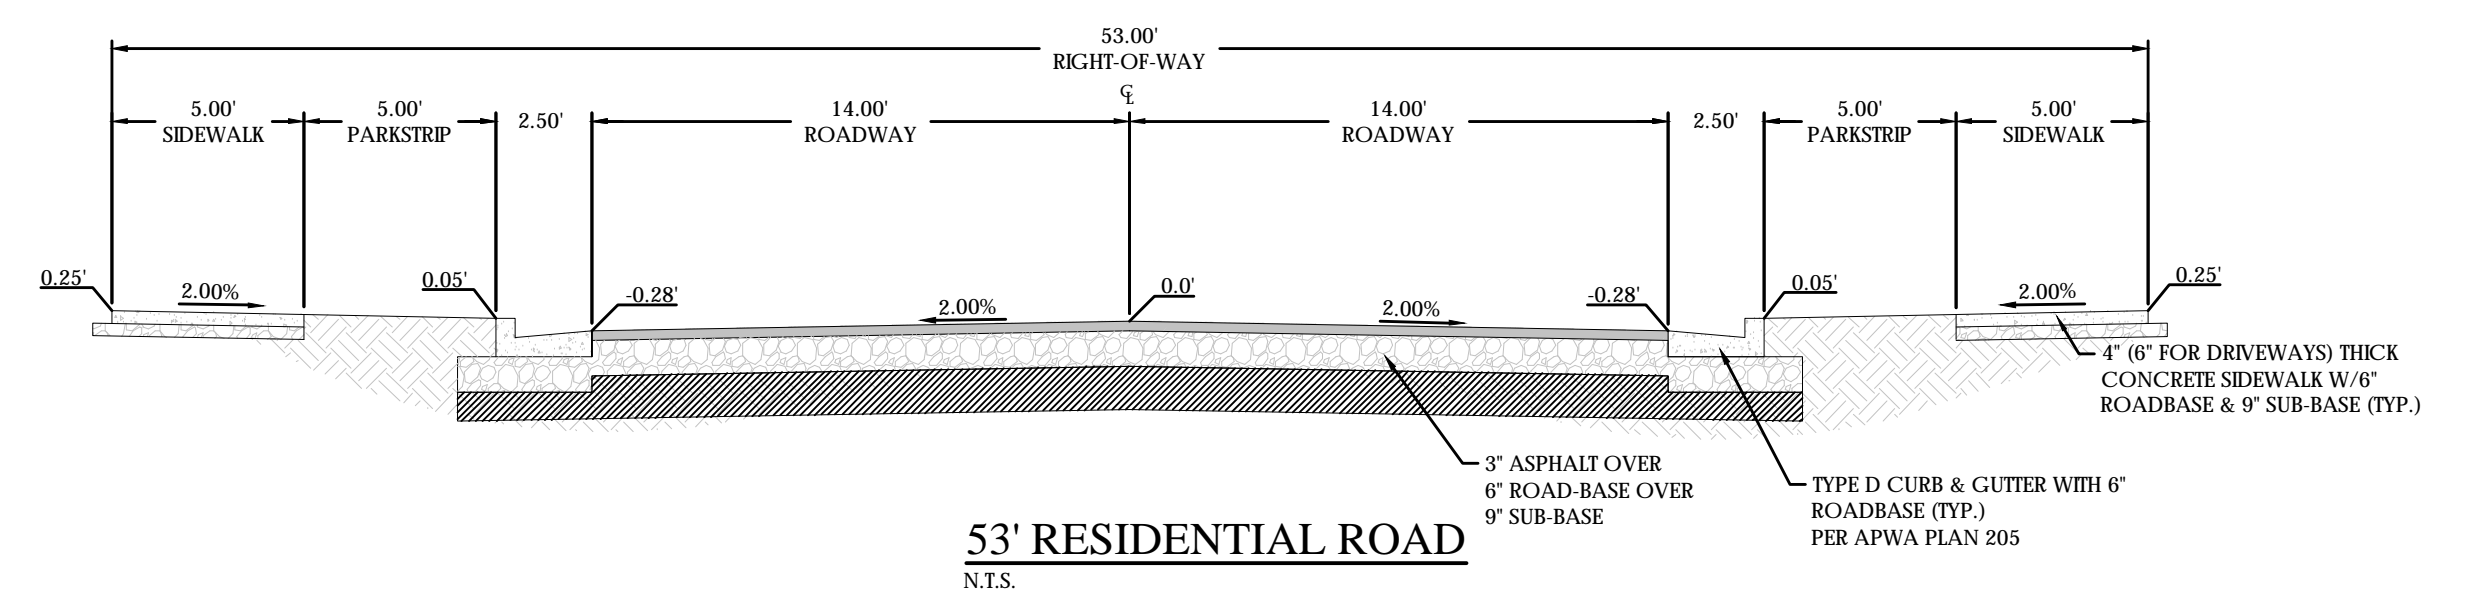 53.00'
RIGHT-OF-WAY
℄
5.00'
SIDEWALK
5.00'
PARKSTRIP
2.50'
14.00'
ROADWAY
14.00'
ROADWAY
2.50'
5.00'
PARKSTRIP
5.00'
SIDEWALK
0.25'
2.00%
0.05'
-0.28'
2.00%
0.0'
2.00%
-0.28'
0.05'
2.00%
0.25'
4" (6" FOR DRIVEWAYS) THICK
CONCRETE SIDEWALK W/6"
ROADBASE & 9" SUB-BASE (TYP.)
3" ASPHALT OVER
6" ROAD-BASE OVER
9" SUB-BASE
TYPE D CURB & GUTTER WITH 6"
ROADBASE (TYP.)
PER APWA PLAN 205
53' RESIDENTIAL ROAD
N.T.S.